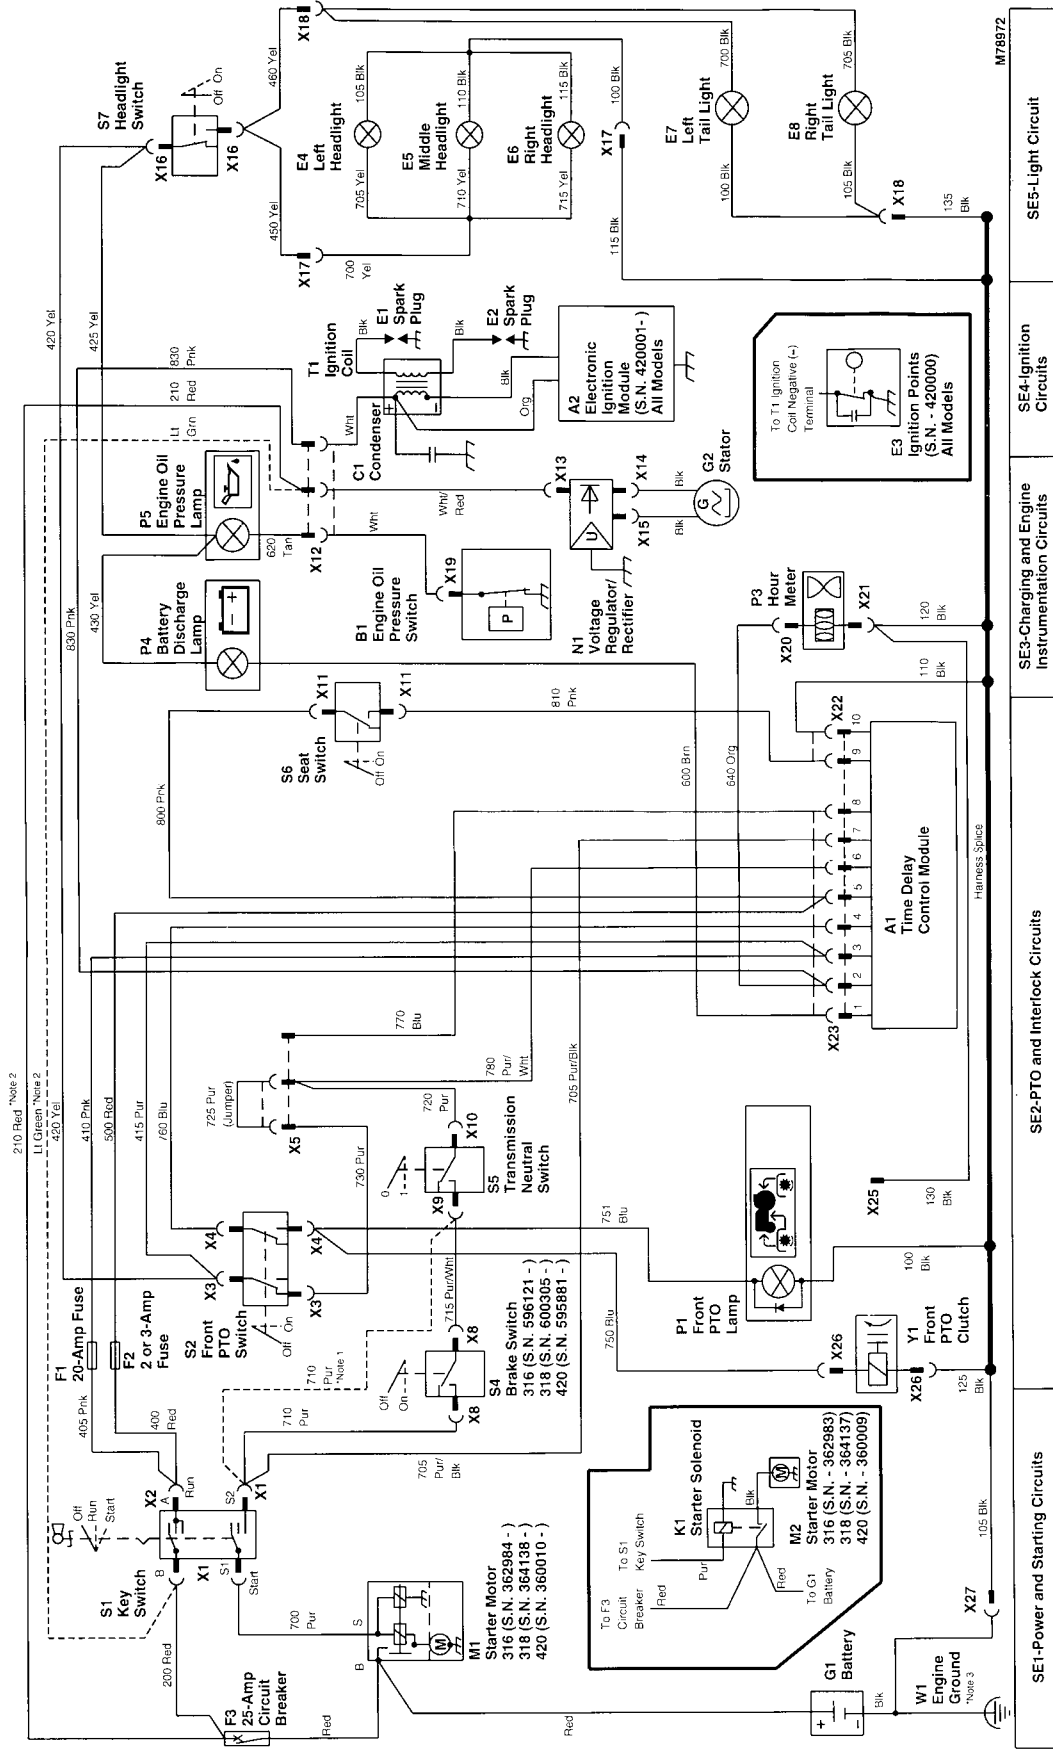 210 Red *Note 2
Lt Green *Note 2
420 Yel
410 Pnk
500 Red
415 Pur
760 Blu
F1
20-Amp Fuse
F2
2 or 3-Amp
Fuse
405 Pnk
400
Red
X2
A
Run
Off
Run
Start
S1
Key
Switch
B
X1
S1
Start
S2
X1
200 Red
F3
25-Amp
Circuit
Breaker
Red
700
Pur
B
S
M
M1
Starter Motor
316 (S.N. 362984 - )
318 (S.N. 364138 - )
420 (S.N. 360010 - )
710
Pur
710
Pur
*Note 1
705
Pur/
Blk
S2
Front
PTO
Switch
Off
On
X3
X4
X3
X4
725 Pur
(Jumper)
X5
730 Pur
720
Pur
X10
X9
S5
Transmission
Neutral
Switch
0
1
715 Pur/Wht
X8
X8
Off
On
S4
Brake Switch
316 (S.N. 596121 - )
318 (S.N. 600305 - )
420 (S.N. 595881 - )
770
Blu
780
Pur/
Wht
705 Pur/Blk
751
Blu
750 Blu
P1
Front
PTO
Lamp
X26
X26
Y1
Front
PTO
Clutch
125
Blk
100
Blk
X25
130
Blk
Harness Splice
To F3
Circuit
Breaker
Red
To S1
Key Switch
Pur
K1
Starter Solenoid
Blk
M
Red
To G1
Battery
M2
Starter Motor
316 (S.N. - 362983)
318 (S.N. - 364137)
420 (S.N. - 360009)
Red
G1
Battery
+
-
Blk
W1
Engine
Ground
*Note 3
X27
105 Blk
800 Pnk
S6
Seat
Switch
Off On
X11
X11
810
Pnk
600 Brn
640 Org
X22
X23
1
2
3
4
5
6
7
8
9
10
A1
Time Delay
Control Module
110
Blk
120
Blk
P3
Hour
Meter
X20
X21
420 Yel
425 Yel
830 Pnk
430 Yel
P4
Battery
Discharge
Lamp
- +
P5
Engine Oil
Pressure
Lamp
620
Tan
Lt
Grn
210
Red
830
Pnk
X12
Wht
Wht/
Red
Wht
B1
Engine Oil
Pressure
Switch
X19
P
N1
Voltage
Regulator/
Rectifier
U
X13
X14
X15
Blk
Blk
G
G2
Stator
T1
Ignition
Coil
+
-
C1
Condenser
Blk
E1
Spark
Plug
Blk
E2
Spark
Plug
Org
Blk
A2
Electronic
Ignition
Module
(S.N. 420001- )
All Models
To T1 Ignition
Coil Negative (-)
Terminal
E3
Ignition Points
(S.N. - 420000)
All Models
S7
Headlight
Switch
X16
X16
Off
On
460 Yel
450 Yel
X18
X17
700
Yel
E4
Left
Headlight
705 Yel
105 Blk
E5
Middle
Headlight
710 Yel
110 Blk
E6
Right
Headlight
715 Yel
115 Blk
100 Blk
X17
115 Blk
E7
Left
Tail Light
700 Blk
100 Blk
E8
Right
Tail Light
705 Blk
105 Blk
X18
135
Blk
M78972
SE1-Power and Starting Circuits
SE2-PTO and Interlock Circuits
SE3-Charging and Engine
Instrumentation Circuits
SE4-Ignition
Circuits
SE5-Light Circuit